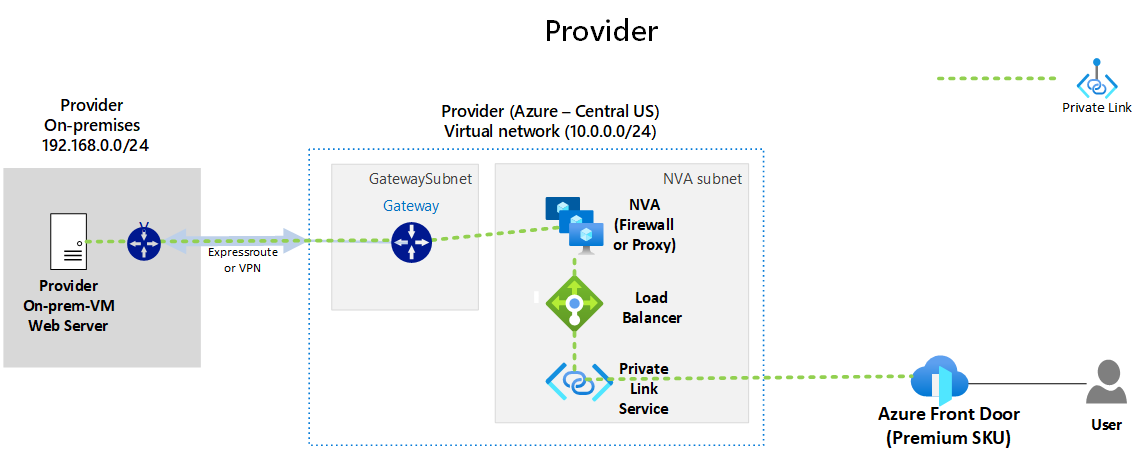 Provider
Private Link
Provider
On-premises
192.168.0.0/24
Provider (Azure – Central US)
Virtual network (10.0.0.0/24)
GatewaySubnet
Gateway
NVA subnet
NVA
(Firewall
or Proxy)
Expressroute
or VPN
Provider
On-prem-VM
Web Server
Load
Balancer
Private
Link
Service
Azure Front Door
(Premium SKU)
User